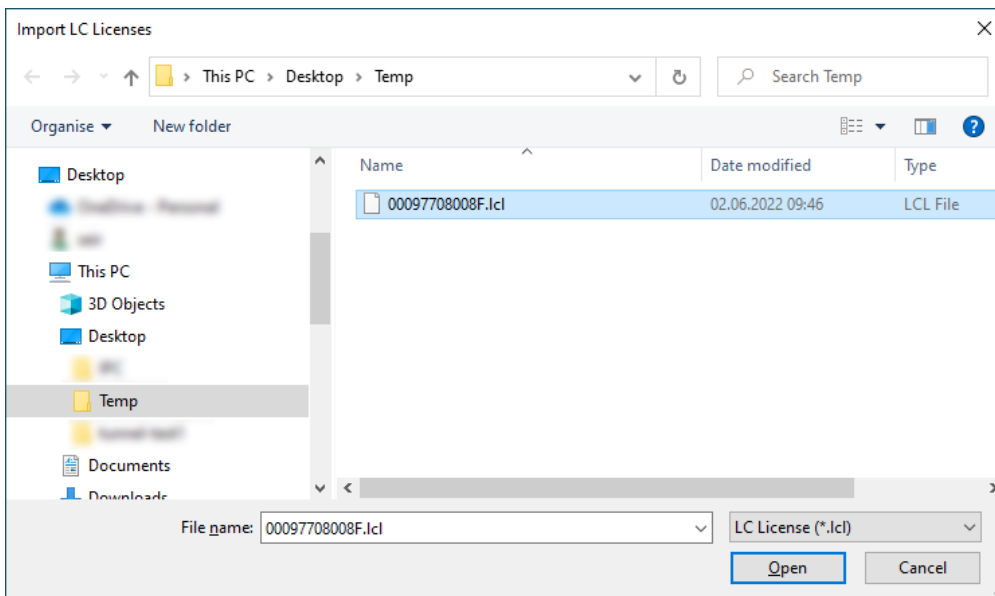 Import LC Licenses
This PC > Desktop > Temp
Search Temp
Organise
New folder
?
Name
Date modified
Type
00097708008F.lcl
02.06.2022 09:46
LCL File
Desktop
This PC
3D Objects
Desktop
Temp
Documents
Downloads
File name: 00097708008F.lcl
LC License (*.lcl)
Open
Cancel